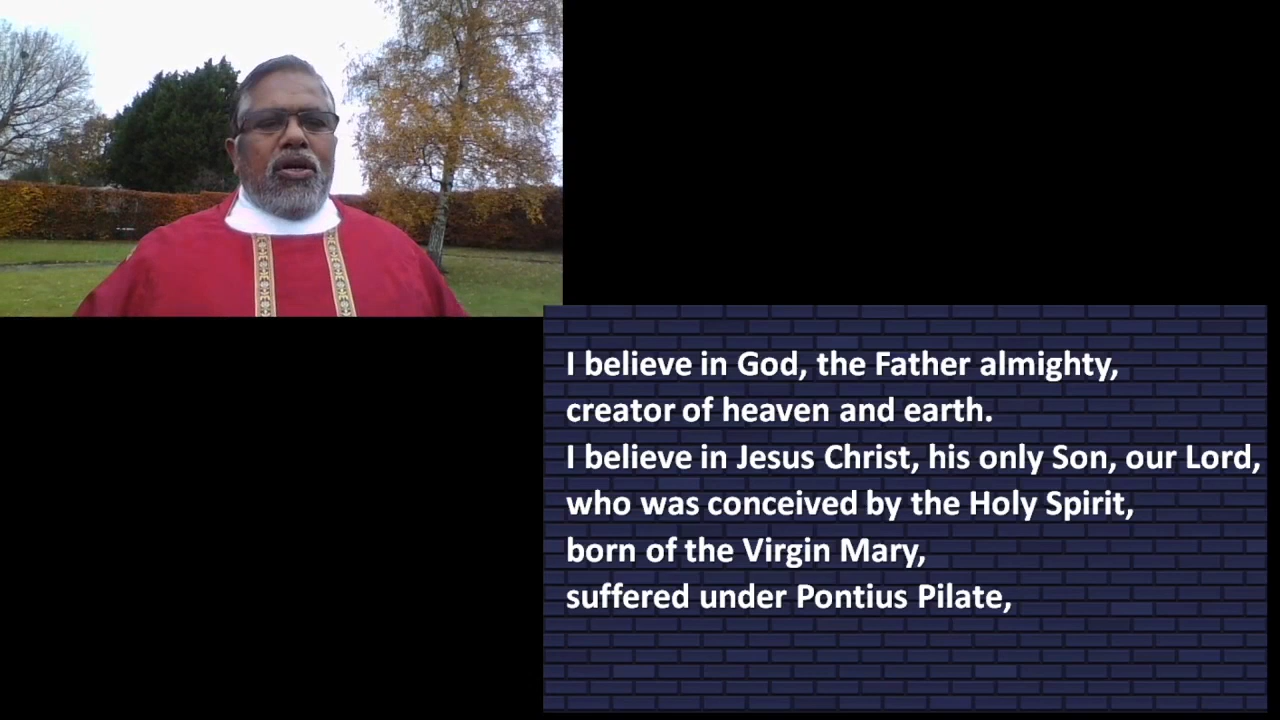 I believe in God, the Father almighty,
creator of heaven and earth.
I believe in Jesus Christ, his only Son, our Lord,
who was conceived by the Holy Spirit,
born of the Virgin Mary,
suffered under Pontius Pilate,